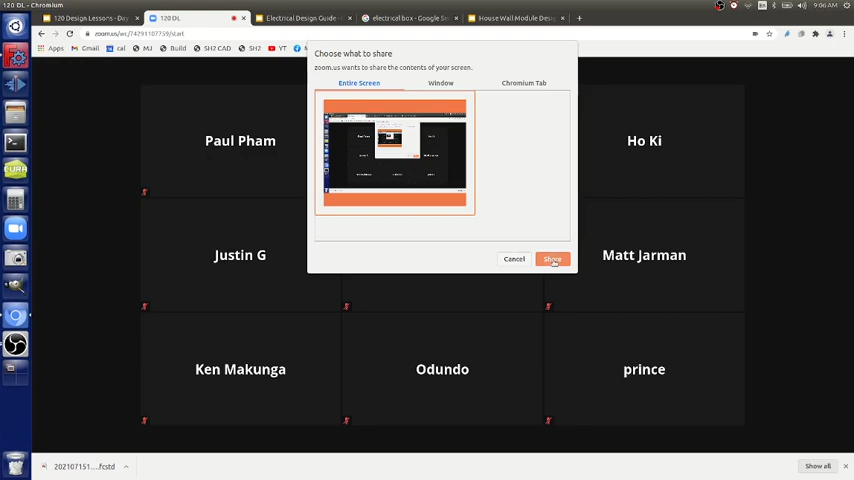 120 DL - Chromium
9:06 AM
120 Design Lessons - Day
120 DL
Electrical Design Guide -
electrical box - Google Se
House Wall Module Desig
zoom.us/wc/74291107759/start
Apps
Gmail
cal
MJ
Build
SH2 CAD
SH2
YT
Choose what to share
zoom.us wants to share the contents of your screen.
Entire Screen
Window
Chromium Tab
Cancel
Share
Paul Pham
Ho Ki
Justin G
Matt Jarman
Ken Makunga
Odundo
prince
CURA
202107151....fcstd
Show all